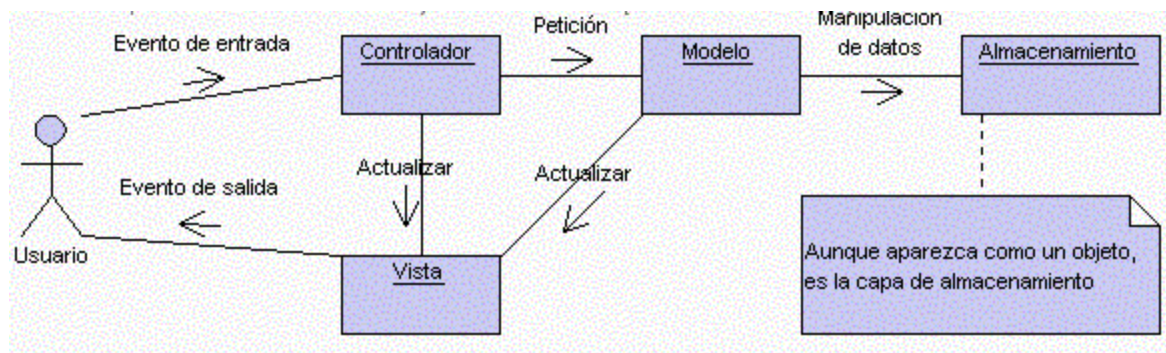 Petición
Manipulación
de datos
Evento de entrada
Controlador
Modelo
Almacenamiento
Actualizar
Actualizar
Evento de salida
Usuario
Vista
Aunque aparezca como un objeto,
es la capa de almacenamiento